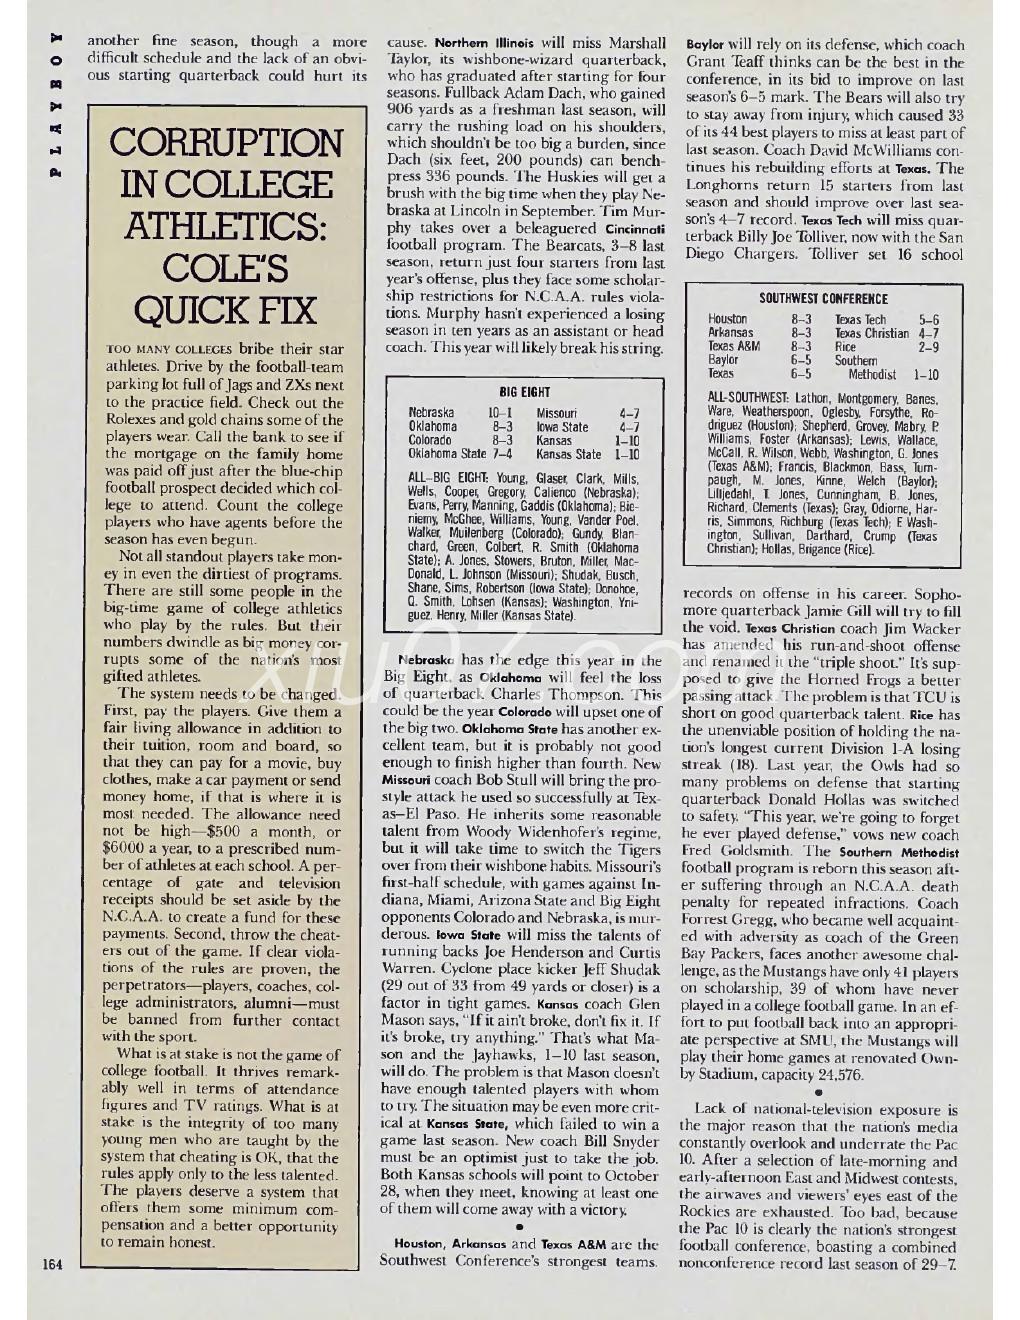 PLAYBOY
another fine season, though a more
difficult schedule and the lack of an obvi-
ous starting quarterback could hurt its
CORRUPTION
IN COLLEGE
ATHLETICS:
COLE'S
QUICK FIX
TOO MANY COLLEGES bribe their star
athletes. Drive by the football-team
parking lot full of Jags and ZXs next
to the practice field. Check out the
Rolexes and gold chains some of the
players wear. Call the bank to see if
the mortgage on the family home
was paid off just after the blue-chip
football prospect decided which col-
lege to attend. Count the college
players who have agents before the
season has even begun.
Not all standout players take mon-
ey in even the dirtiest of programs.
There are still some people in the
big-time game of college athletics
who play by the rules. But their
numbers dwindle as big money cor-
rupts some of the nation's most
gifted athletes.
The system needs to be changed.
First, pay the players. Give them a
fair living allowance in addition to
their tuition, room and board, so
that they can pay for a movie, buy
clothes, make a car payment or send
money home, if that is where it is
most needed. The allowance need
not be high—$500 a month, or
$6000 a year, to a prescribed num-
ber of athletes at each school. A per-
centage of gate and television
receipts should be set aside by the
N.C.A.A. to create a fund for these
payments. Second, throw the cheat-
ers out of the game. If clear viola-
tions of the rules are proven, the
perpetrators—players, coaches, col-
lege administrators, alumni—must
be banned from further contact
with the sport.
What is at stake is not the game of
college football. It thrives remark-
ably well in terms of attendance
figures and TV ratings. What is at
stake is the integrity of too many
young men who are taught by the
system that cheating is OK, that the
rules apply only to the less talented.
The players deserve a system that
offers them some minimum com-
pensation and a better opportunity
to remain honest.
164
cause. Northern Illinois will miss Marshall
Taylor, its wishbone-wizard quarterback,
who has graduated after starting for four
seasons. Fullback Adam Dach, who gained
906 yards as a freshman last season, will
carry the rushing load on his shoulders,
which shouldn't be too big a burden, since
Dach (six feet, 200 pounds) can bench-
press 336 pounds. The Huskies will get a
brush with the big time when they play Ne-
braska at Lincoln in September. Tim Mur-
phy takes over a beleaguered Cincinnati
football program. The Bearcats, 3–8 last
season, return just four starters from last
year's offense, plus they face some scholar-
ship restrictions for N.C.A.A. rules viola-
tions. Murphy hasn't experienced a losing
season in ten years as an assistant or head
coach. This year will likely break his string.
BIG EIGHT
Nebraska 10–1 Missouri 4–7
Oklahoma 8–3 Iowa State 4–7
Colorado 8–3 Kansas 1–10
Oklahoma State 7–4 Kansas State 1–10
ALL–BIG EIGHT: Young, Glaser, Clark, Mills,
Wells, Cooper, Gregory, Caliendo (Nebraska);
Evans, Perry, Manning, Gaddis (Oklahoma); Bie-
niemy, McGhee, Williams, Young, Vander Poel,
Walker, Muilenberg (Colorado); Gundy, Blan-
chard, Green, Colbert, R. Smith (Oklahoma
State); A. Jones, Stowers, Bruton, Miller, Mac-
Donald, L. Johnson (Missouri); Shudak, Busch,
Shane, Sims, Robertson (Iowa State); Donohoe,
Q. Smith, Lohsen (Kansas); Washington, Yni-
guez, Henry, Miller (Kansas State).
Nebraska has the edge this year in the
Big Eight, as Oklahoma will feel the loss
of quarterback Charles Thompson. This
could be the year Colorado will upset one of
the big two. Oklahoma State has another ex-
cellent team, but it is probably not good
enough to finish higher than fourth. New
Missouri coach Bob Stull will bring the pro-
style attack he used so successfully at Tex-
as–El Paso. He inherits some reasonable
talent from Woody Widenhofer's regime,
but it will take time to switch the Tigers
over from their wishbone habits. Missouri's
first-half schedule, with games against In-
diana, Miami, Arizona State and Big Eight
opponents Colorado and Nebraska, is mur-
derous. Iowa State will miss the talents of
running backs Joe Henderson and Curtis
Warren. Cyclone place kicker Jeff Shudak
(29 out of 33 from 49 yards or closer) is a
factor in tight games. Kansas coach Glen
Mason says, "If it ain't broke, don't fix it. If
it's broke, try anything." That's what Ma-
son and the Jayhawks, 1–10 last season,
will do. The problem is that Mason doesn't
have enough talented players with whom
to try. The situation may be even more crit-
ical at Kansas State, which failed to win a
game last season. New coach Bill Snyder
must be an optimist just to take the job.
Both Kansas schools will point to October
28, when they meet, knowing at least one
of them will come away with a victory.
•
Houston, Arkansas and Texas A&M are the
Southwest Conference's strongest teams.
Baylor will rely on its defense, which coach
Grant Teaff thinks can be the best in the
conference, in its bid to improve on last
season's 6–5 mark. The Bears will also try
to stay away from injury, which caused 33
of its 44 best players to miss at least part of
last season. Coach David McWilliams con-
tinues his rebuilding efforts at Texas. The
Longhorns return 15 starters from last
season and should improve over last sea-
son's 4–7 record. Texas Tech will miss quar-
terback Billy Joe Tolliver, now with the San
Diego Chargers. Tolliver set 16 school
SOUTHWEST CONFERENCE
Houston 8–3 Texas Tech 5–6
Arkansas 8–3 Texas Christian 4–7
Texas A&M 8–3 Rice 2–9
Baylor 6–5 Southern
Texas 6–5 Methodist 1–10
ALL-SOUTHWEST: Lathon, Montgomery, Banes,
Ware, Weatherspoon, Oglesby, Forsythe, Ro-
driguez (Houston); Shepherd, Grovey, Mabry, P.
Williams, Foster (Arkansas); Lewis, Wallace,
McCall, R. Wilson, Webb, Washington, G. Jones
(Texas A&M); Francis, Blackmon, Bass, Turn-
paugh, M. Jones, Kinne, Welch (Baylor);
Lilljedahl, T. Jones, Cunningham, B. Jones,
Richard, Clements (Texas); Gray, Odiorne, Har-
ris, Simmons, Richburg (Texas Tech); F. Wash-
ington, Sullivan, Darthard, Crump (Texas
Christian); Hollas, Brigance (Rice).
records on offense in his career. Sopho-
more quarterback Jamie Gill will try to fill
the void. Texas Christian coach Jim Wacker
has amended his run-and-shoot offense
and renamed it the "triple shoot." It's sup-
posed to give the Horned Frogs a better
passing attack. The problem is that TCU is
short on good quarterback talent. Rice has
the unenviable position of holding the na-
tion's longest current Division 1-A losing
streak (18). Last year, the Owls had so
many problems on defense that starting
quarterback Donald Hollas was switched
to safety. "This year, we're going to forget
he ever played defense," vows new coach
Fred Goldsmith. The Southern Methodist
football program is reborn this season aft-
er suffering through an N.C.A.A. death
penalty for repeated infractions. Coach
Forrest Gregg, who became well acquaint-
ed with adversity as coach of the Green
Bay Packers, faces another awesome chal-
lenge, as the Mustangs have only 41 players
on scholarship, 39 of whom have never
played in a college football game. In an ef-
fort to put football back into an appropri-
ate perspective at SMU, the Mustangs will
play their home games at renovated Own-
by Stadium, capacity 24,576.
•
Lack of national-television exposure is
the major reason that the nation's media
constantly overlook and underrate the Pac
10. After a selection of late-morning and
early-afternoon East and Midwest contests,
the airwaves and viewers' eyes east of the
Rockies are exhausted. Too bad, because
the Pac 10 is clearly the nation's strongest
football conference, boasting a combined
nonconference record last season of 29–7.